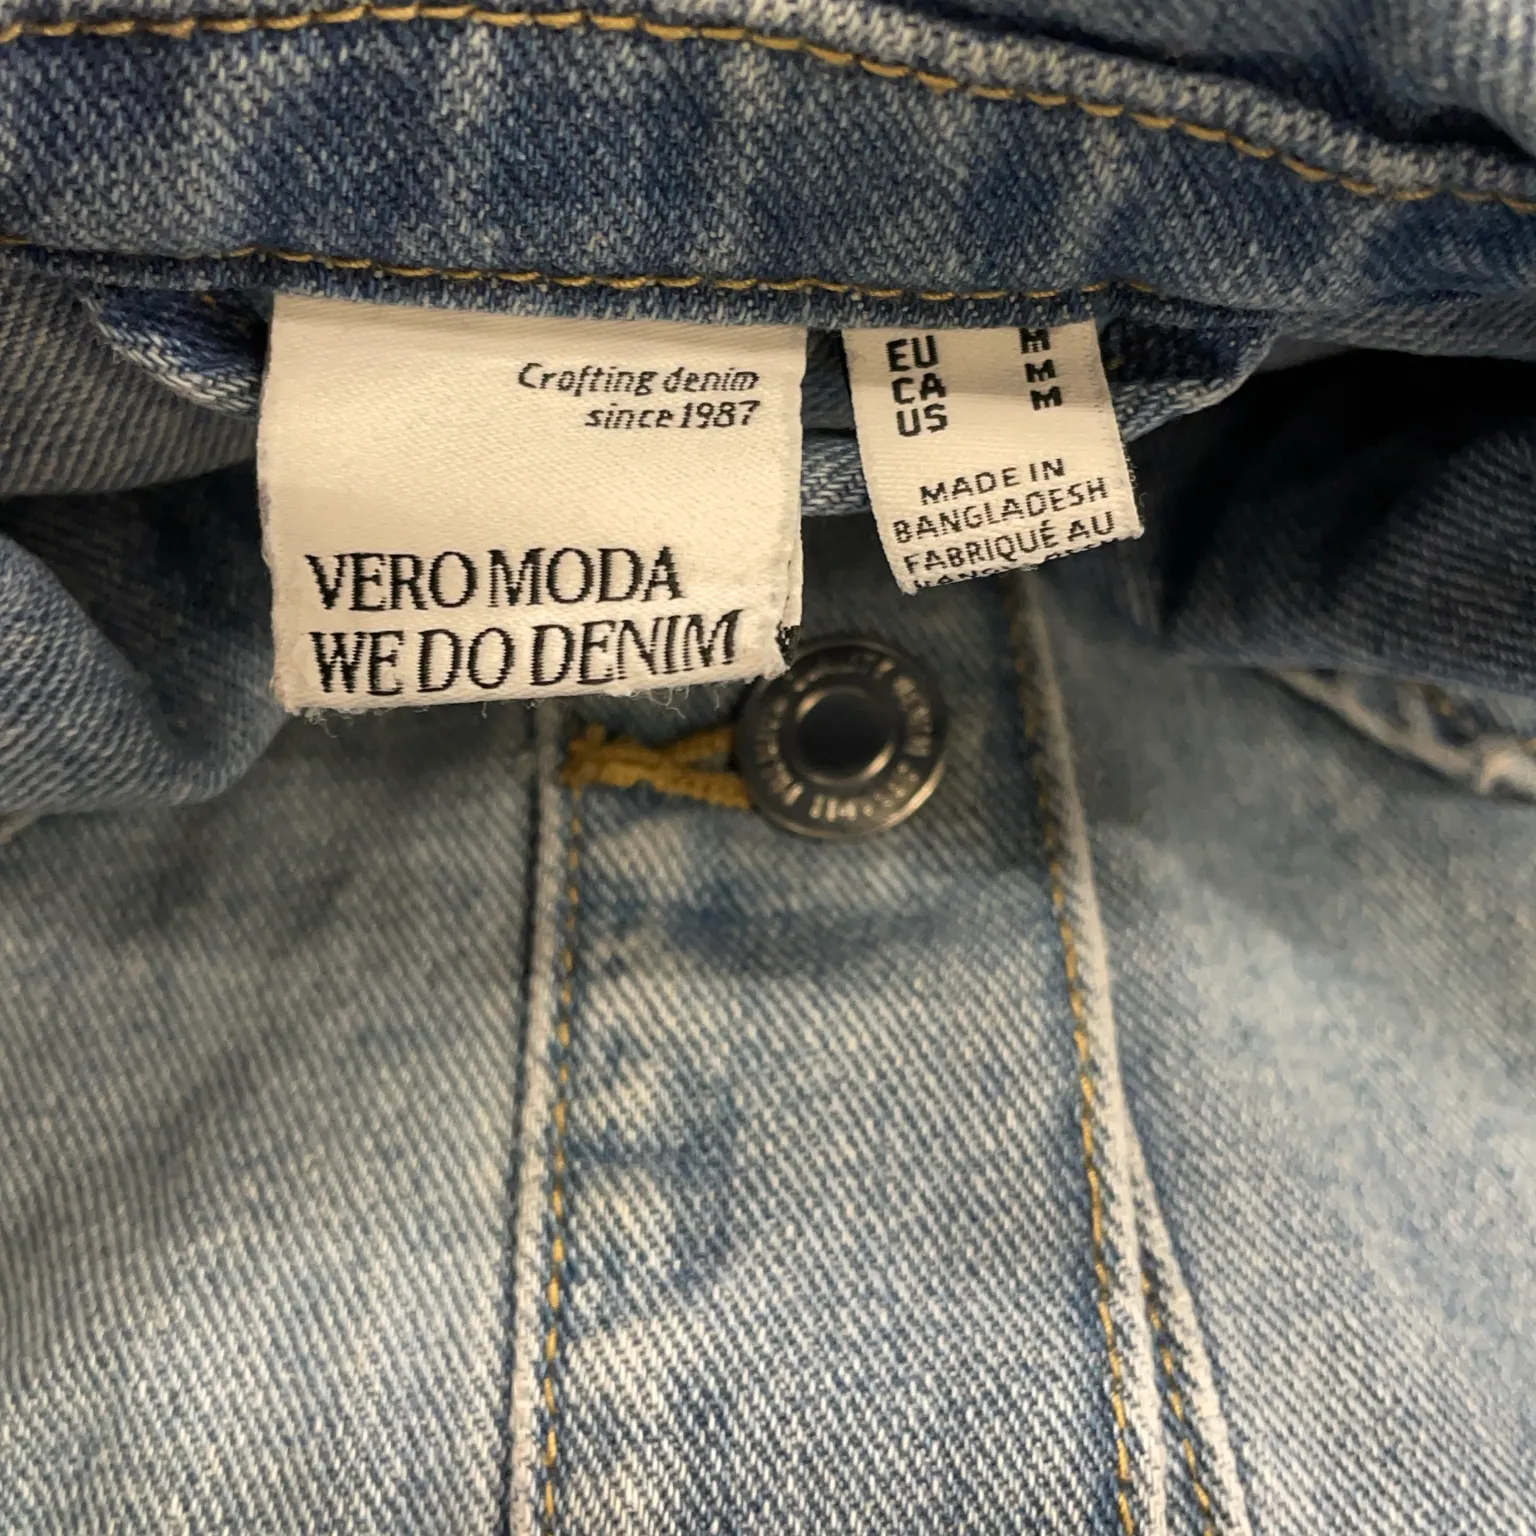 Crafting denim
since 1987
VERO MODA
WE DO DENIM
EU M
CA M
US M
MADE IN
BANGLADESH
FABRIQUÉ AU